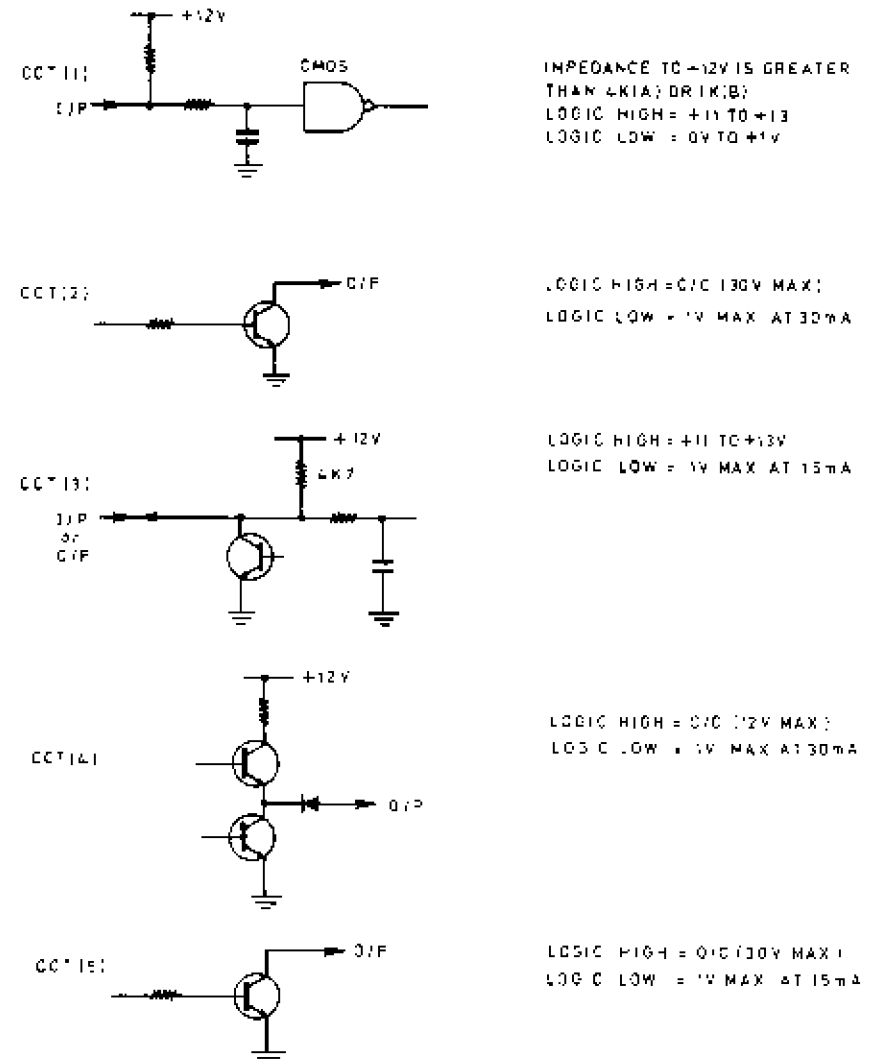 +12V
CCT(1)
I/P
CMOS
IMPEDANCE TO +12V IS GREATER
THAN 4K(A) OR 1K(B)
LOGIC HIGH = +11 TO +13
LOGIC LOW = 0V TO +1V
CCT(2)
O/P
LOGIC HIGH = O/C (30V MAX)
LOGIC LOW = 1V MAX AT 30mA
+12V
4K7
CCT(3)
I/P
or
O/P
LOGIC HIGH = +11 TO +13V
LOGIC LOW = 1V MAX AT 15mA
+12V
CCT(4)
O/P
LOGIC HIGH = O/C (12V MAX)
LOGIC LOW = 1V MAX AT 30mA
CCT(5)
O/P
LOGIC HIGH = O/C (30V MAX)
LOGIC LOW = 1V MAX AT 15mA